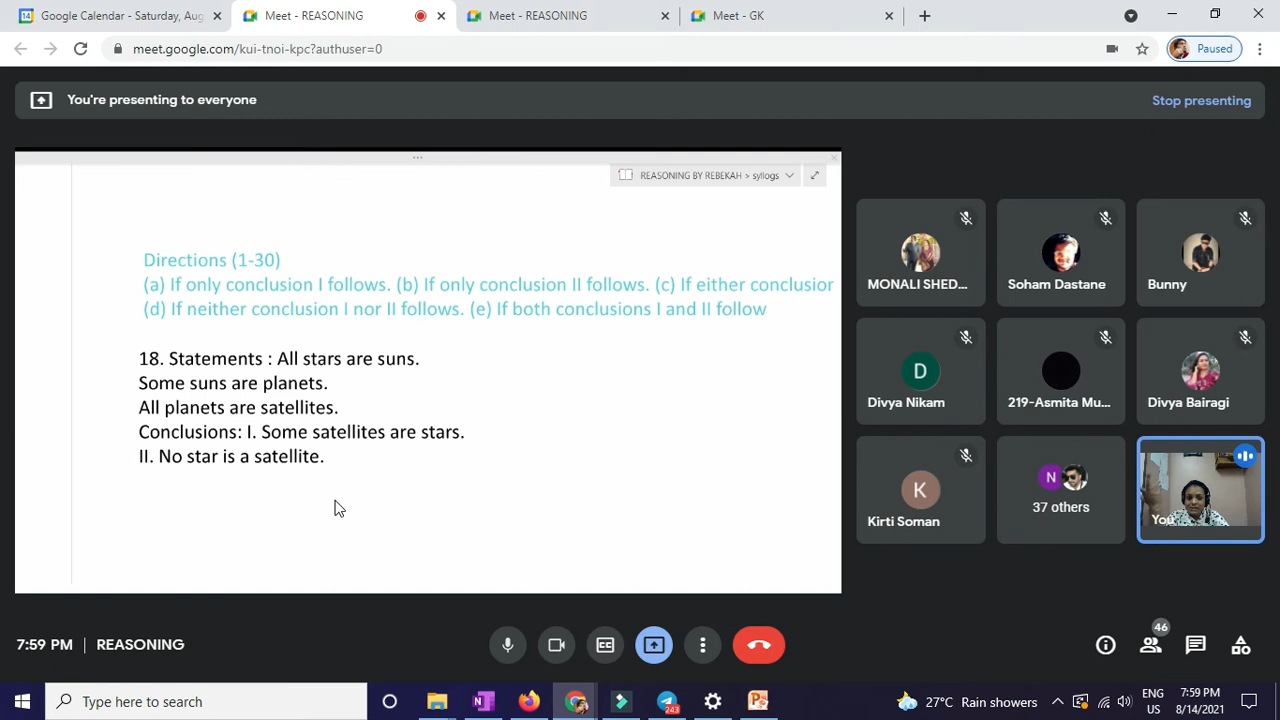 Google Calendar - Saturday, Aug
Meet - REASONING
Meet - REASONING
Meet - GK
meet.google.com/kui-tnoi-kpc?authuser=0
Paused
You're presenting to everyone
Stop presenting
REASONING BY REBEKAH > syllogs
Directions (1-30)
(a) If only conclusion I follows. (b) If only conclusion II follows. (c) If either conclusior
(d) If neither conclusion I nor II follows. (e) If both conclusions I and II follow
18. Statements : All stars are suns.
Some suns are planets.
All planets are satellites.
Conclusions: I. Some satellites are stars.
II. No star is a satellite.
MONALI SHED...
Soham Dastane
Bunny
D
Divya Nikam
219-Asmita Mu...
Divya Bairagi
K
Kirti Soman
N
37 others
You
7:59 PM | REASONING
CC
46
Type here to search
243
27°C Rain showers
ENG
US
7:59 PM
8/14/2021